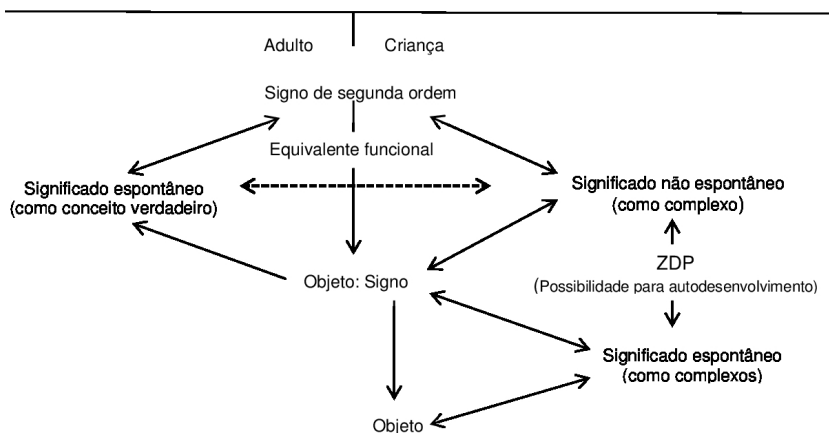 Adulto
Criança
Signo de segunda ordem
Equivalente funcional
Significado espontâneo
(como conceito verdadeiro)
Significado não espontâneo
(como complexo)
ZDP
(Possibilidade para autodesenvolvimento)
Objeto: Signo
Significado espontâneo
(como complexos)
Objeto